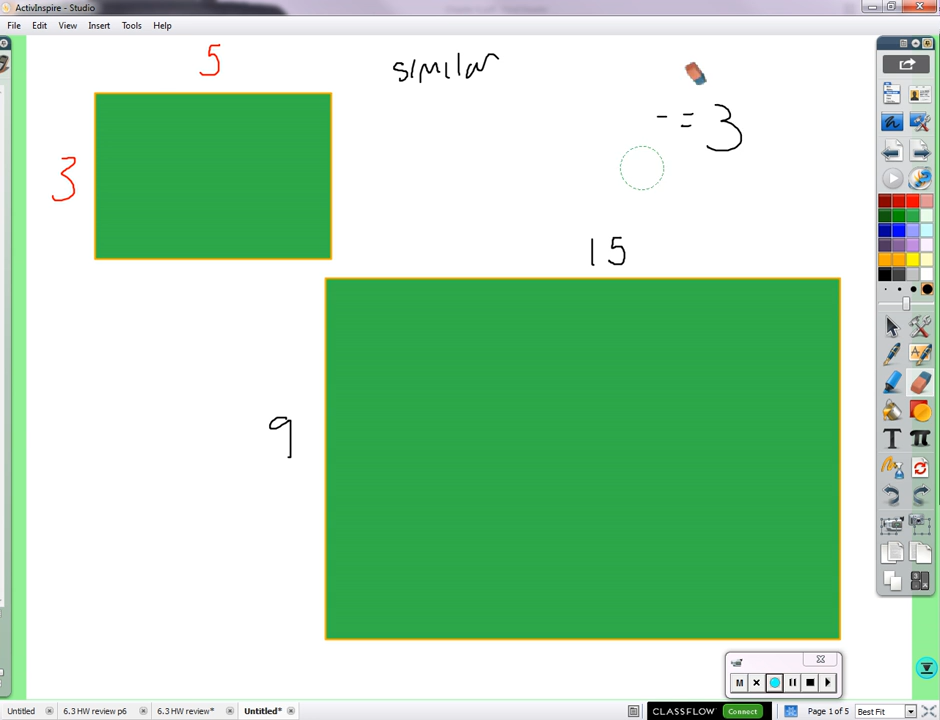 ActivInspire - Studio
File Edit View Insert Tools Help
5
similar
3
- = 3
15
9
M
CLASSFLOW Connect
Untitled 6.3 HW review p6 6.3 HW review* Untitled*
Page 1 of 5 Best Fit